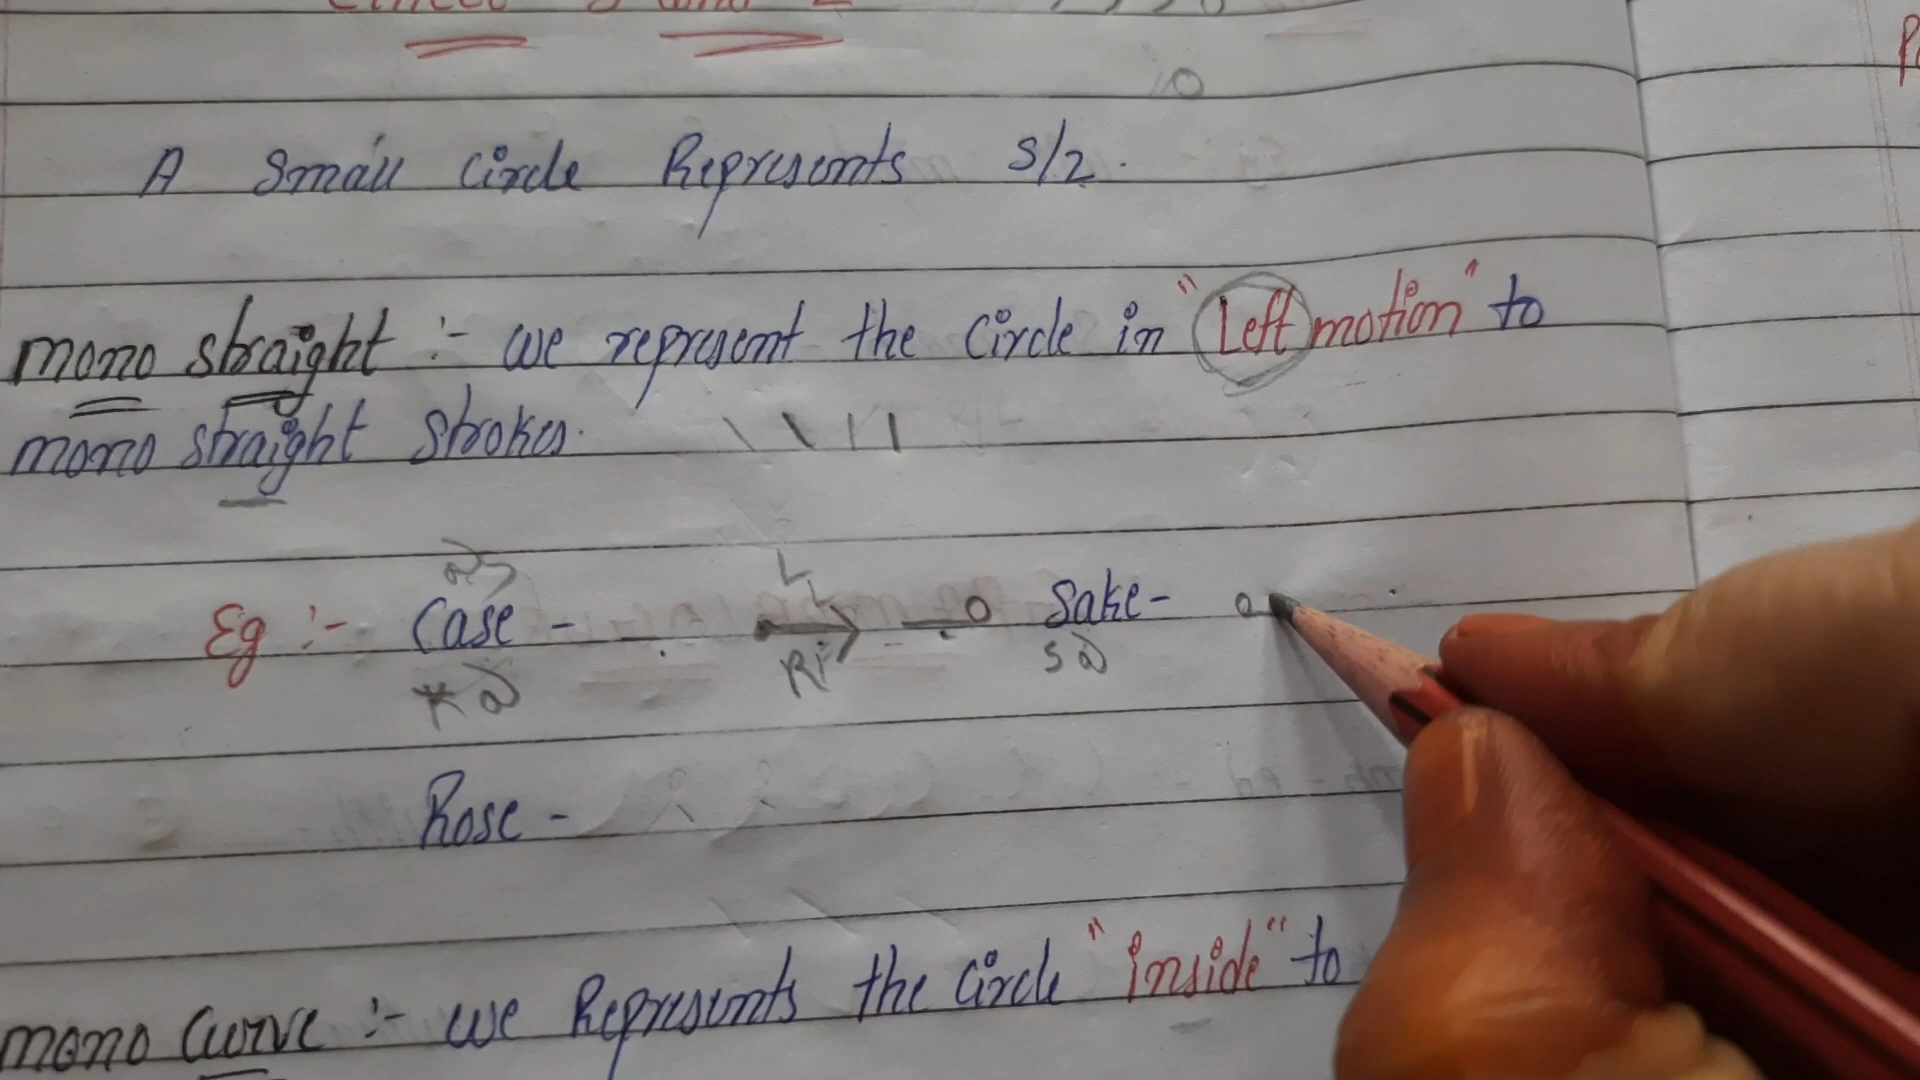 A Small Circle Represents S/Z.
mono straight :- we represent the Circle in "Left motion" to
mono straight strokes.
L
Eg :- Case - Sake -
K S
Rose -
mono Curve :- we Represents the Circle "inside" to